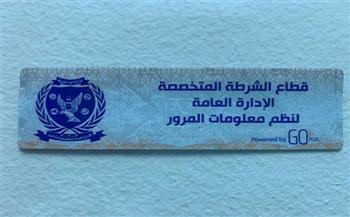 قطاع الشرطة المتخصصة
الإدارة العامة
لنظم معلومات المرور
Powered by GO